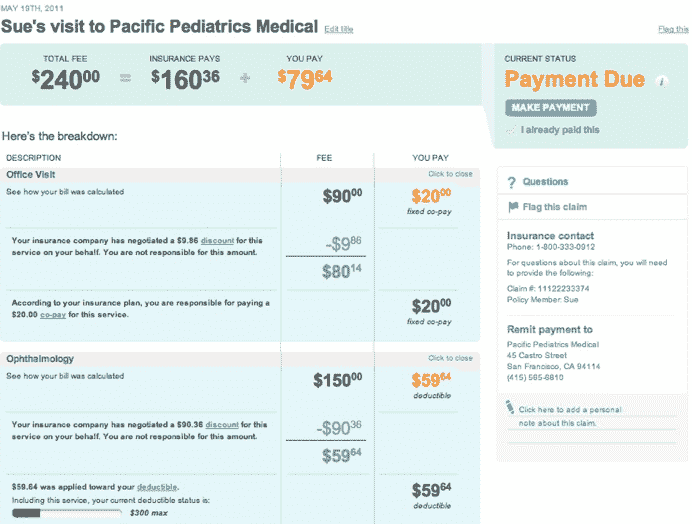 MAY 19TH, 2011
Sue's visit to Pacific Pediatrics Medical Edit title
Flag this
TOTAL FEE INSURANCE PAYS YOU PAY
$240.00 = $160.36 + $79.64
CURRENT STATUS
Payment Due i
MAKE PAYMENT
I already paid this
Here's the breakdown:
DESCRIPTION FEE YOU PAY
Office Visit Click to close
See how your bill was calculated $90.00 $20.00
fixed co-pay
Your insurance company has negotiated a $9.86 discount for this -$9.86
service on your behalf. You are not responsible for this amount.
$80.14
According to your insurance plan, you are responsible for paying a $20.00
$20.00 co-pay for this service.
fixed co-pay
Ophthalmology Click to close
See how your bill was calculated $150.00 $59.64
deductible
Your insurance company has negotiated a $90.36 discount for this -$90.36
service on your behalf. You are not responsible for this amount.
$59.64
$59.64 was applied toward your deductible. $59.64
Including this service, your current deductible status is:
deductible
$300 max
? Questions
Flag this claim
Insurance contact
Phone: 1-800-333-0912
For questions about this claim, you will need
to provide the following:
Claim #: 11122233374
Policy Member: Sue
Remit payment to
Pacific Pediatrics Medical
45 Castro Street
San Francisco, CA 94114
(415) 565-6810
Click here to add a personal
note about this claim.